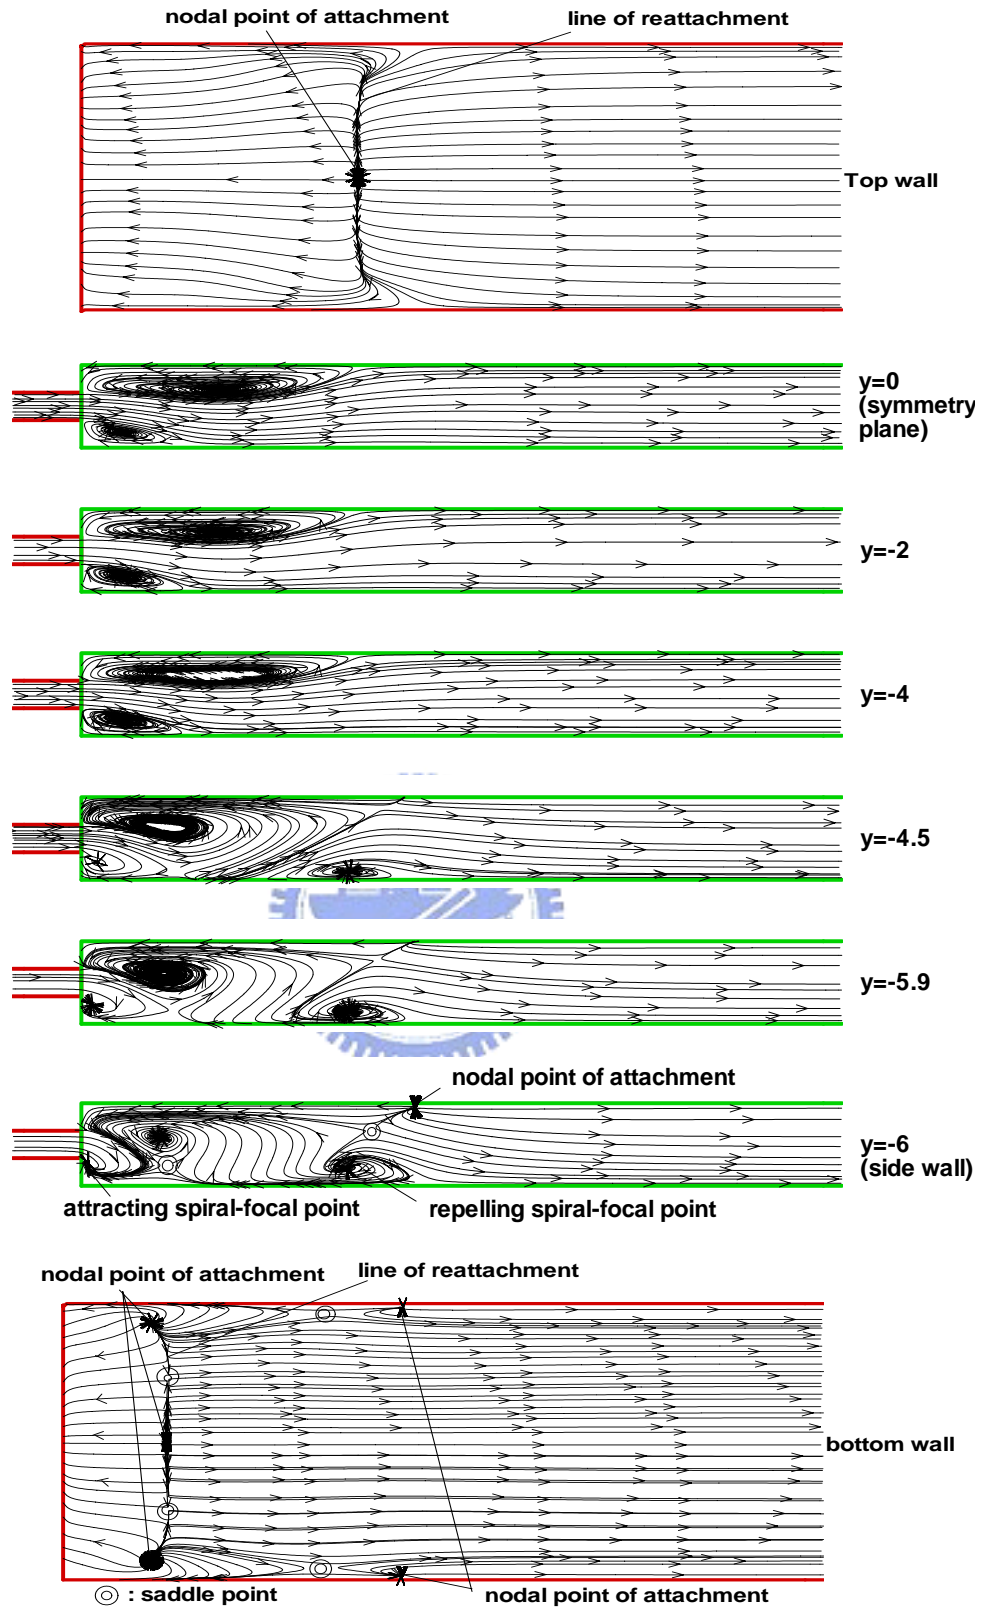 nodal point of attachment
line of reattachment
Top wall
y=0
(symmetry
plane)
y=-2
y=-4
y=-4.5
y=-5.9
nodal point of attachment
y=-6
(side wall)
attracting spiral-focal point
repelling spiral-focal point
nodal point of attachment
line of reattachment
bottom wall
: saddle point
nodal point of attachment